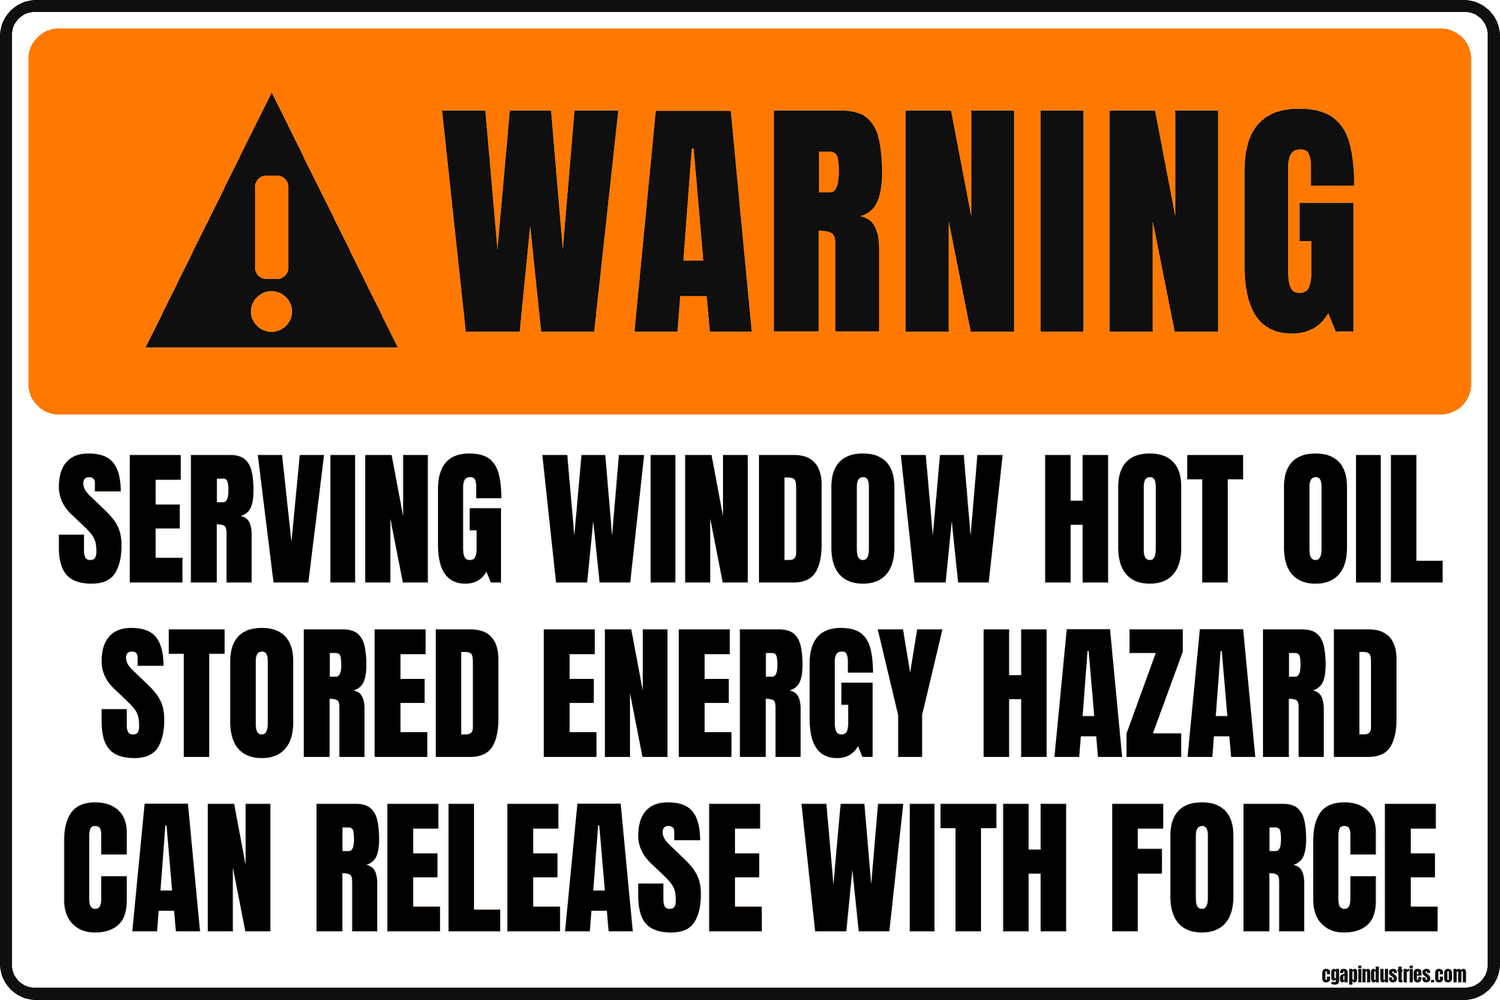 WARNING
SERVING WINDOW HOT OIL
STORED ENERGY HAZARD
CAN RELEASE WITH FORCE
cgapindustries.com